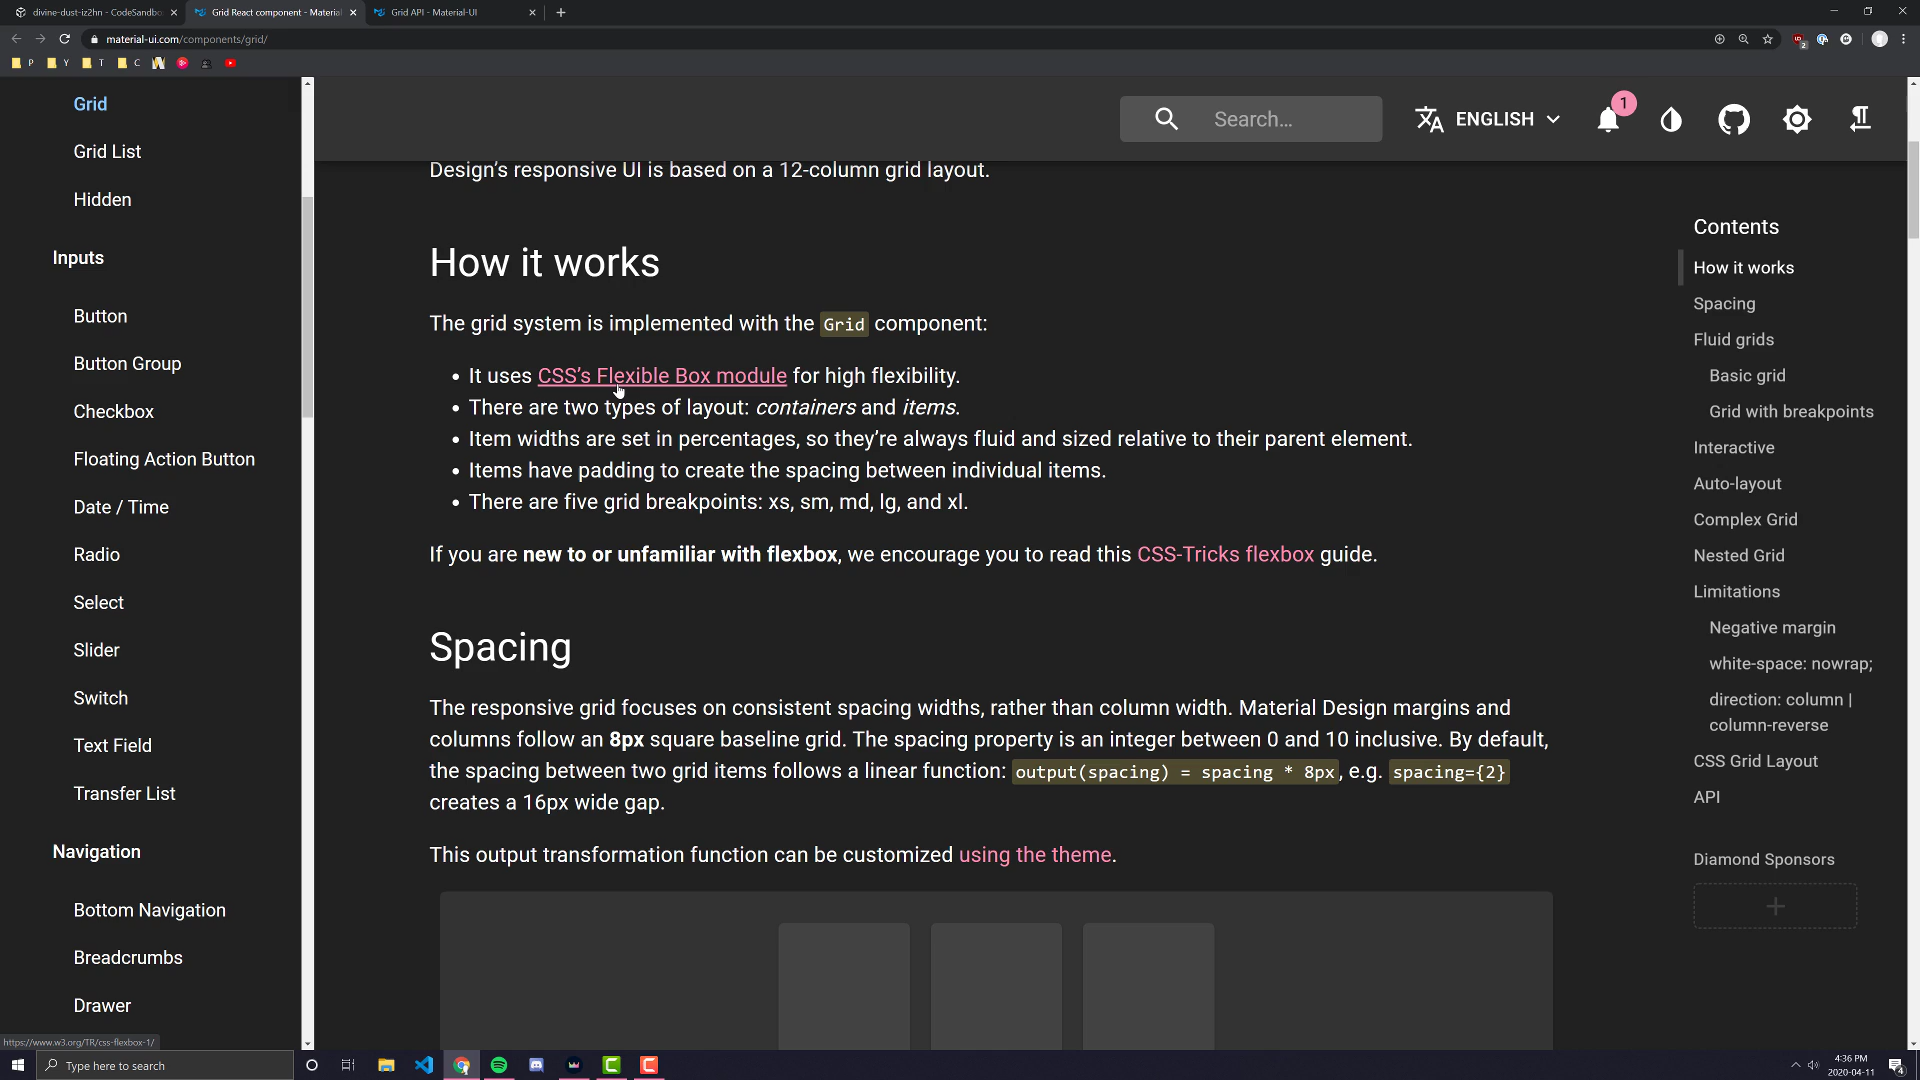 divine-dust-iz2hn - CodeSandbo
Grid React component - Material
Grid API - Material-UI
material-ui.com/components/grid/
P
Y
T
C
Grid
Grid List
Hidden
Inputs
Button
Button Group
Checkbox
Floating Action Button
Date / Time
Radio
Select
Slider
Switch
Text Field
Transfer List
Navigation
Bottom Navigation
Breadcrumbs
Drawer
Search…
ENGLISH
1
Design’s responsive UI is based on a 12-column grid layout.
How it works
The grid system is implemented with the Grid component:
• It uses CSS’s Flexible Box module for high flexibility.
• There are two types of layout: containers and items.
• Item widths are set in percentages, so they’re always fluid and sized relative to their parent element.
• Items have padding to create the spacing between individual items.
• There are five grid breakpoints: xs, sm, md, lg, and xl.
If you are new to or unfamiliar with flexbox, we encourage you to read this CSS-Tricks flexbox guide.
Spacing
The responsive grid focuses on consistent spacing widths, rather than column width. Material Design margins and
columns follow an 8px square baseline grid. The spacing property is an integer between 0 and 10 inclusive. By default,
the spacing between two grid items follows a linear function: output(spacing) = spacing * 8px, e.g. spacing={2}
creates a 16px wide gap.
This output transformation function can be customized using the theme.
Contents
How it works
Spacing
Fluid grids
Basic grid
Grid with breakpoints
Interactive
Auto-layout
Complex Grid
Nested Grid
Limitations
Negative margin
white-space: nowrap;
direction: column |
column-reverse
CSS Grid Layout
API
Diamond Sponsors
https://www.w3.org/TR/css-flexbox-1/
Type here to search
4:36 PM
2020-04-11
4